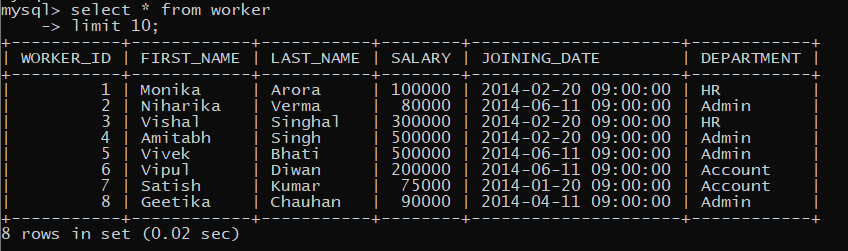 mysql> select * from worker
    -> limit 10;
+-----------+------------+-----------+--------+---------------------+------------+
| WORKER_ID | FIRST_NAME | LAST_NAME | SALARY | JOINING_DATE        | DEPARTMENT |
+-----------+------------+-----------+--------+---------------------+------------+
|         1 | Monika     | Arora     | 100000 | 2014-02-20 09:00:00 | HR         |
|         2 | Niharika   | Verma     |  80000 | 2014-06-11 09:00:00 | Admin      |
|         3 | Vishal     | Singhal   | 300000 | 2014-02-20 09:00:00 | HR         |
|         4 | Amitabh    | Singh     | 500000 | 2014-02-20 09:00:00 | Admin      |
|         5 | Vivek      | Bhati     | 500000 | 2014-06-11 09:00:00 | Admin      |
|         6 | Vipul      | Diwan     | 200000 | 2014-06-11 09:00:00 | Account    |
|         7 | Satish     | Kumar     |  75000 | 2014-01-20 09:00:00 | Account    |
|         8 | Geetika    | Chauhan   |  90000 | 2014-04-11 09:00:00 | Admin      |
+-----------+------------+-----------+--------+---------------------+------------+
8 rows in set (0.02 sec)